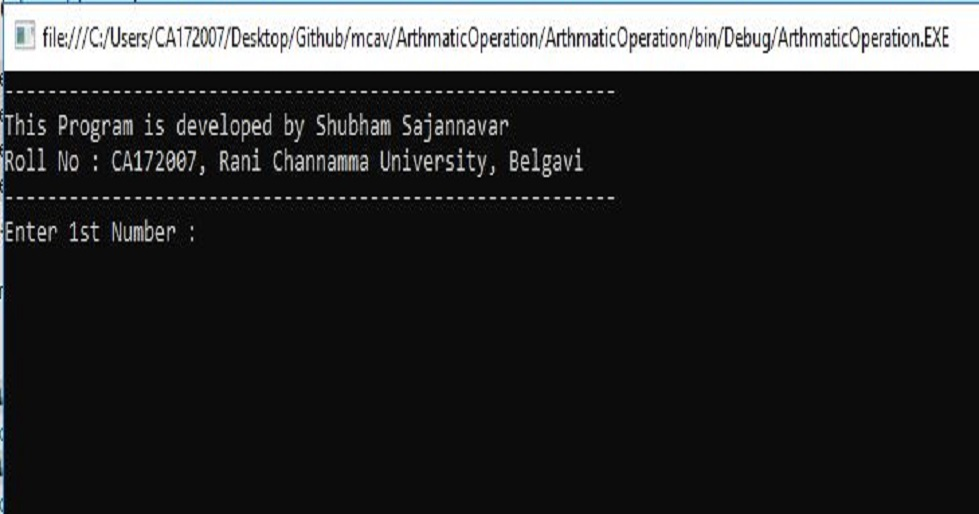 file:///C:/Users/CA172007/Desktop/Github/mcav/ArthmaticOperation/ArthmaticOperation/bin/Debug/ArthmaticOperation.EXE
---------------------------------------------------------
This Program is developed by Shubham Sajannavar
Roll No : CA172007, Rani Channamma University, Belgavi
---------------------------------------------------------
Enter 1st Number :